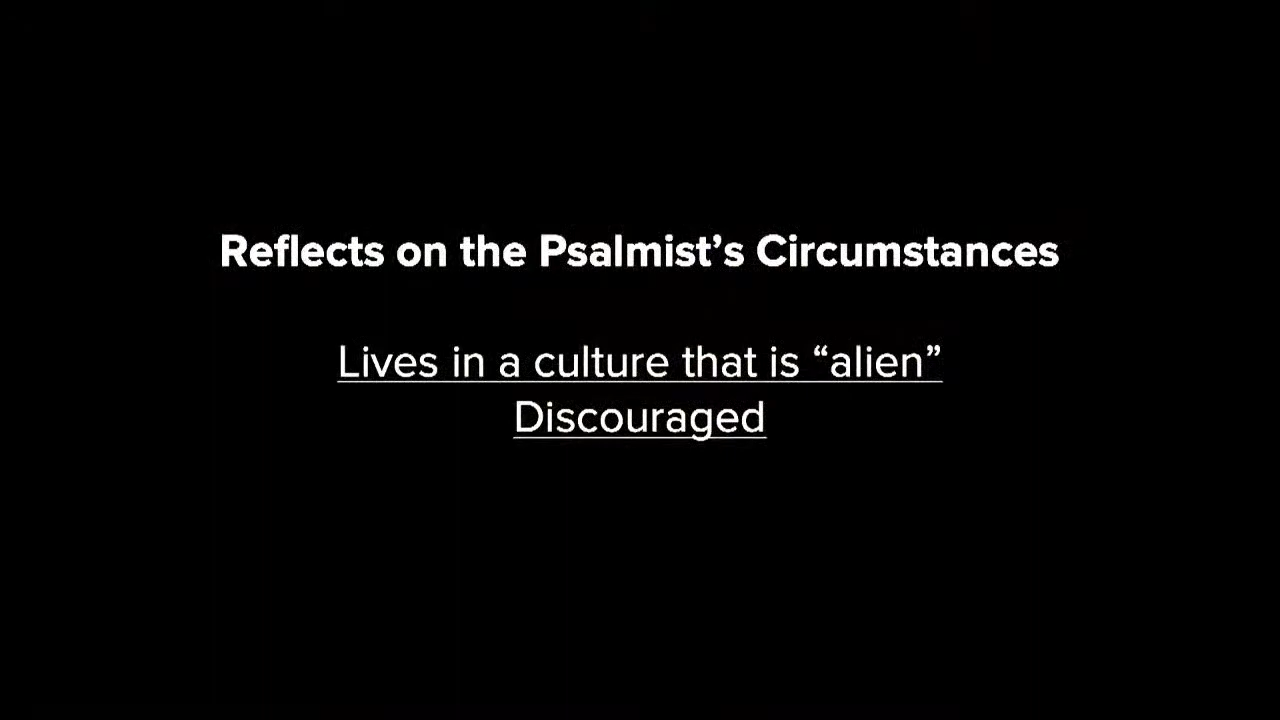 Reflects on the Psalmist’s Circumstances
Lives in a culture that is “alien”
Discouraged